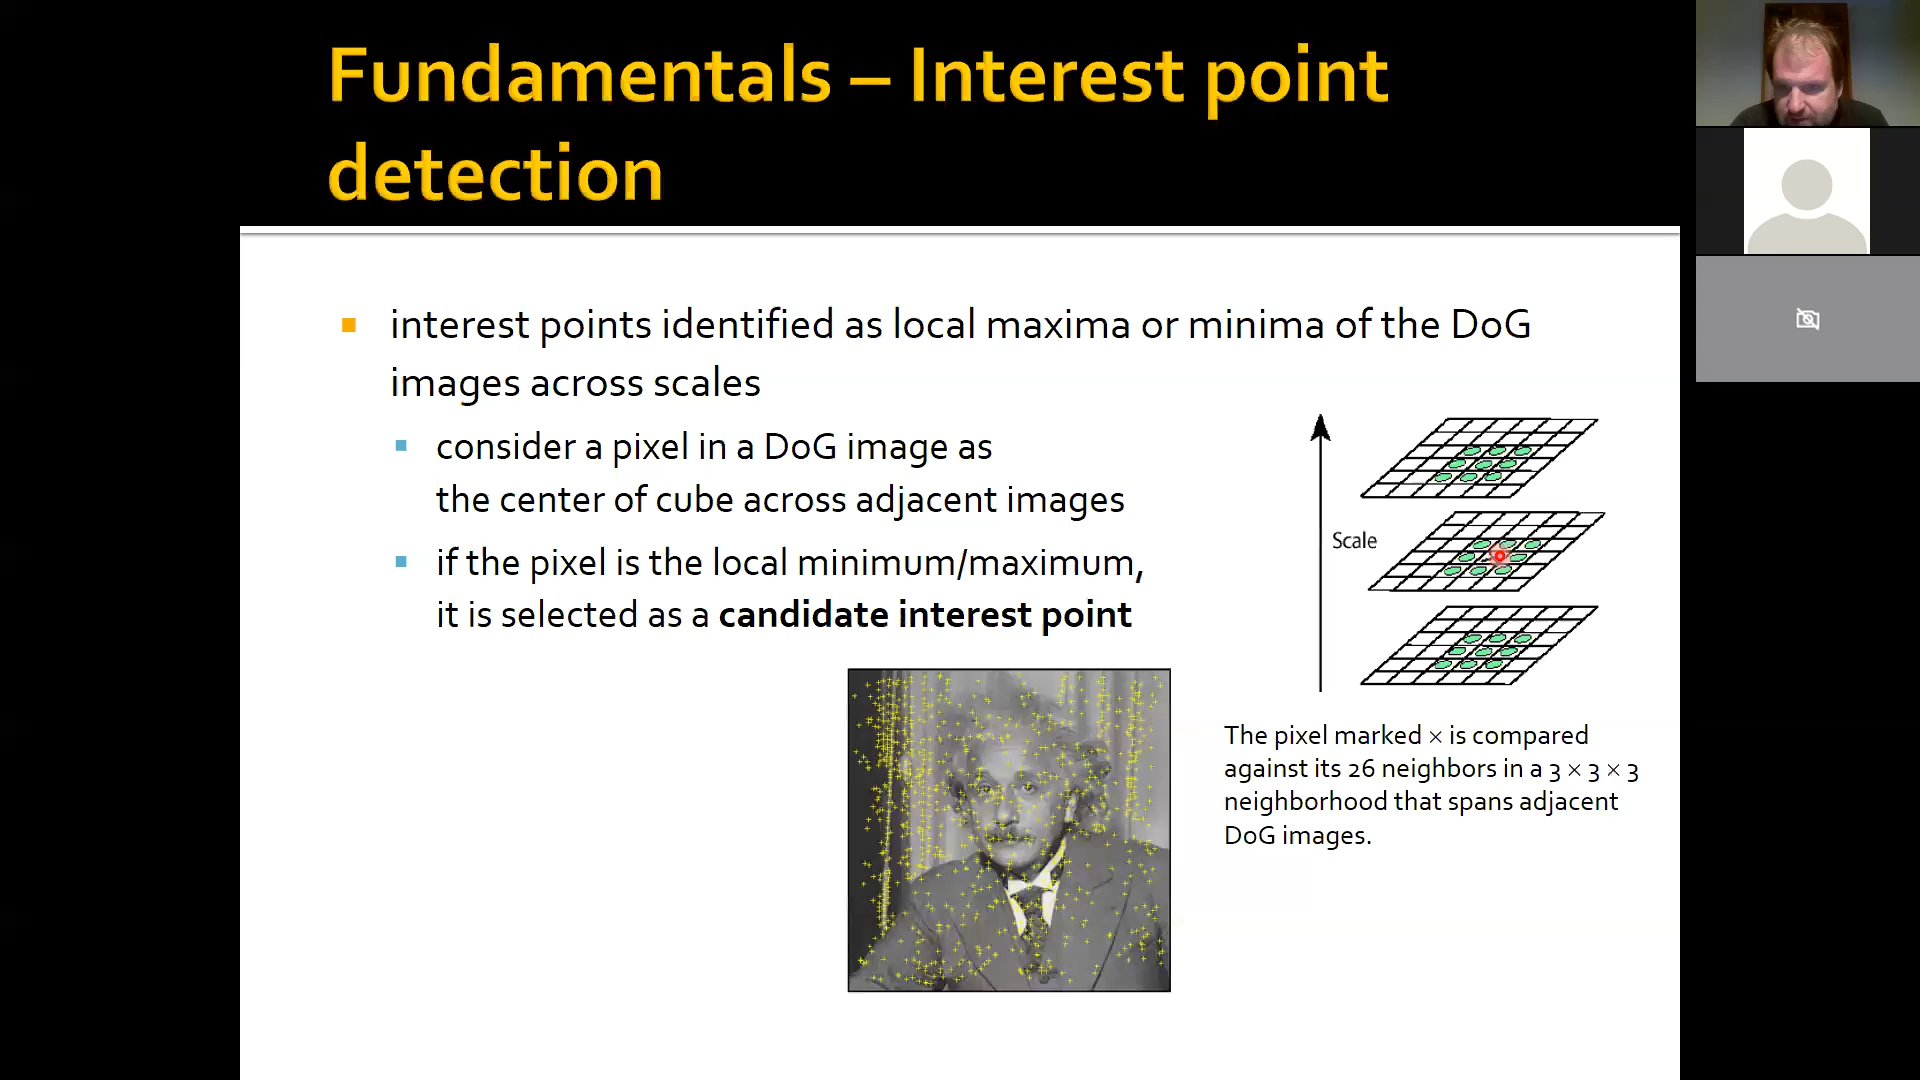 Fundamentals – Interest point
detection
interest points identified as local maxima or minima of the DoG
images across scales
consider a pixel in a DoG image as
the center of cube across adjacent images
if the pixel is the local minimum/maximum,
it is selected as a candidate interest point
Scale
The pixel marked × is compared
against its 26 neighbors in a 3 × 3 × 3
neighborhood that spans adjacent
DoG images.